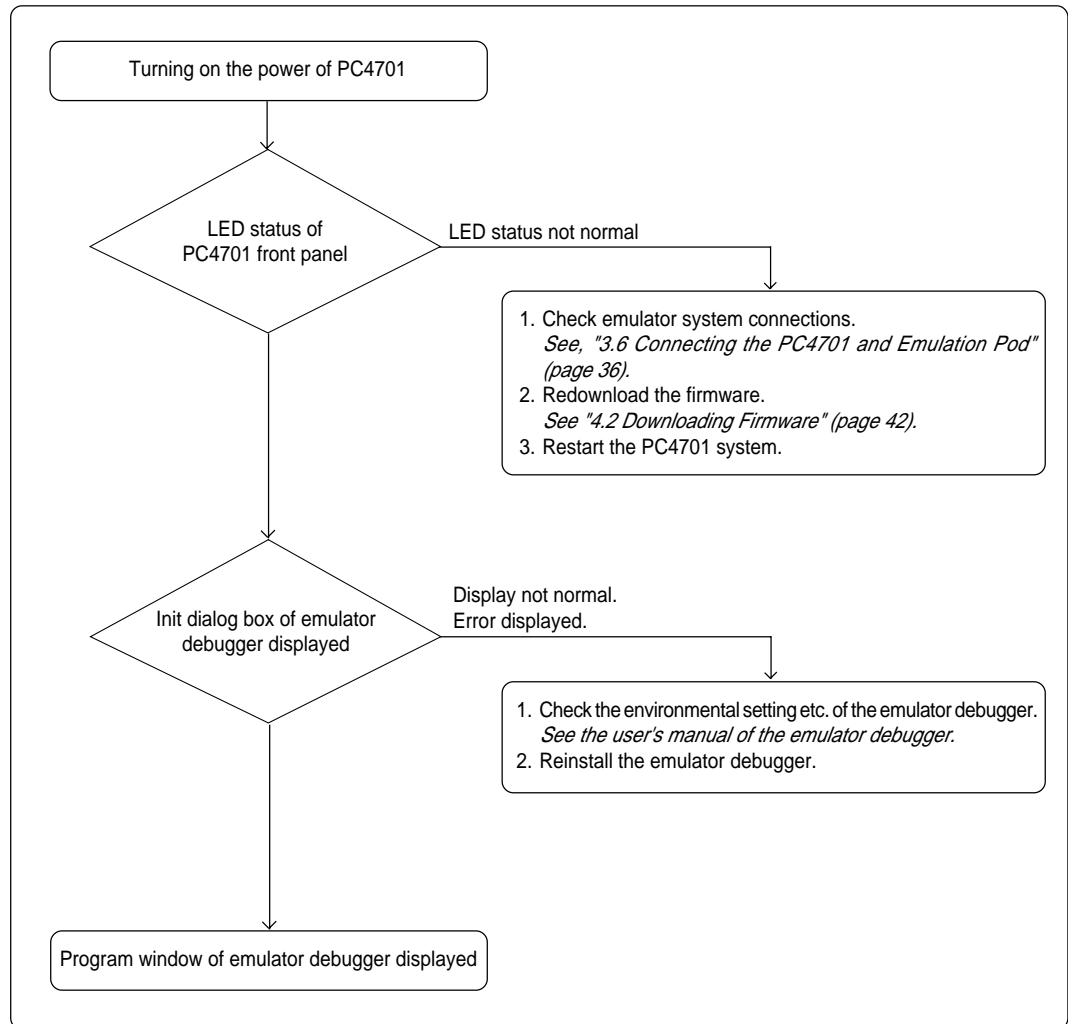 Turning on the power of PC4701
LED status of
PC4701 front panel
LED status not normal
1. Check emulator system connections.
See, "3.6 Connecting the PC4701 and Emulation Pod"
(page 36).
2. Redownload the firmware.
See "4.2 Downloading Firmware" (page 42).
3. Restart the PC4701 system.
Init dialog box of emulator
debugger displayed
Display not normal.
Error displayed.
1. Check the environmental setting etc. of the emulator debugger.
See the user's manual of the emulator debugger.
2. Reinstall the emulator debugger.
Program window of emulator debugger displayed